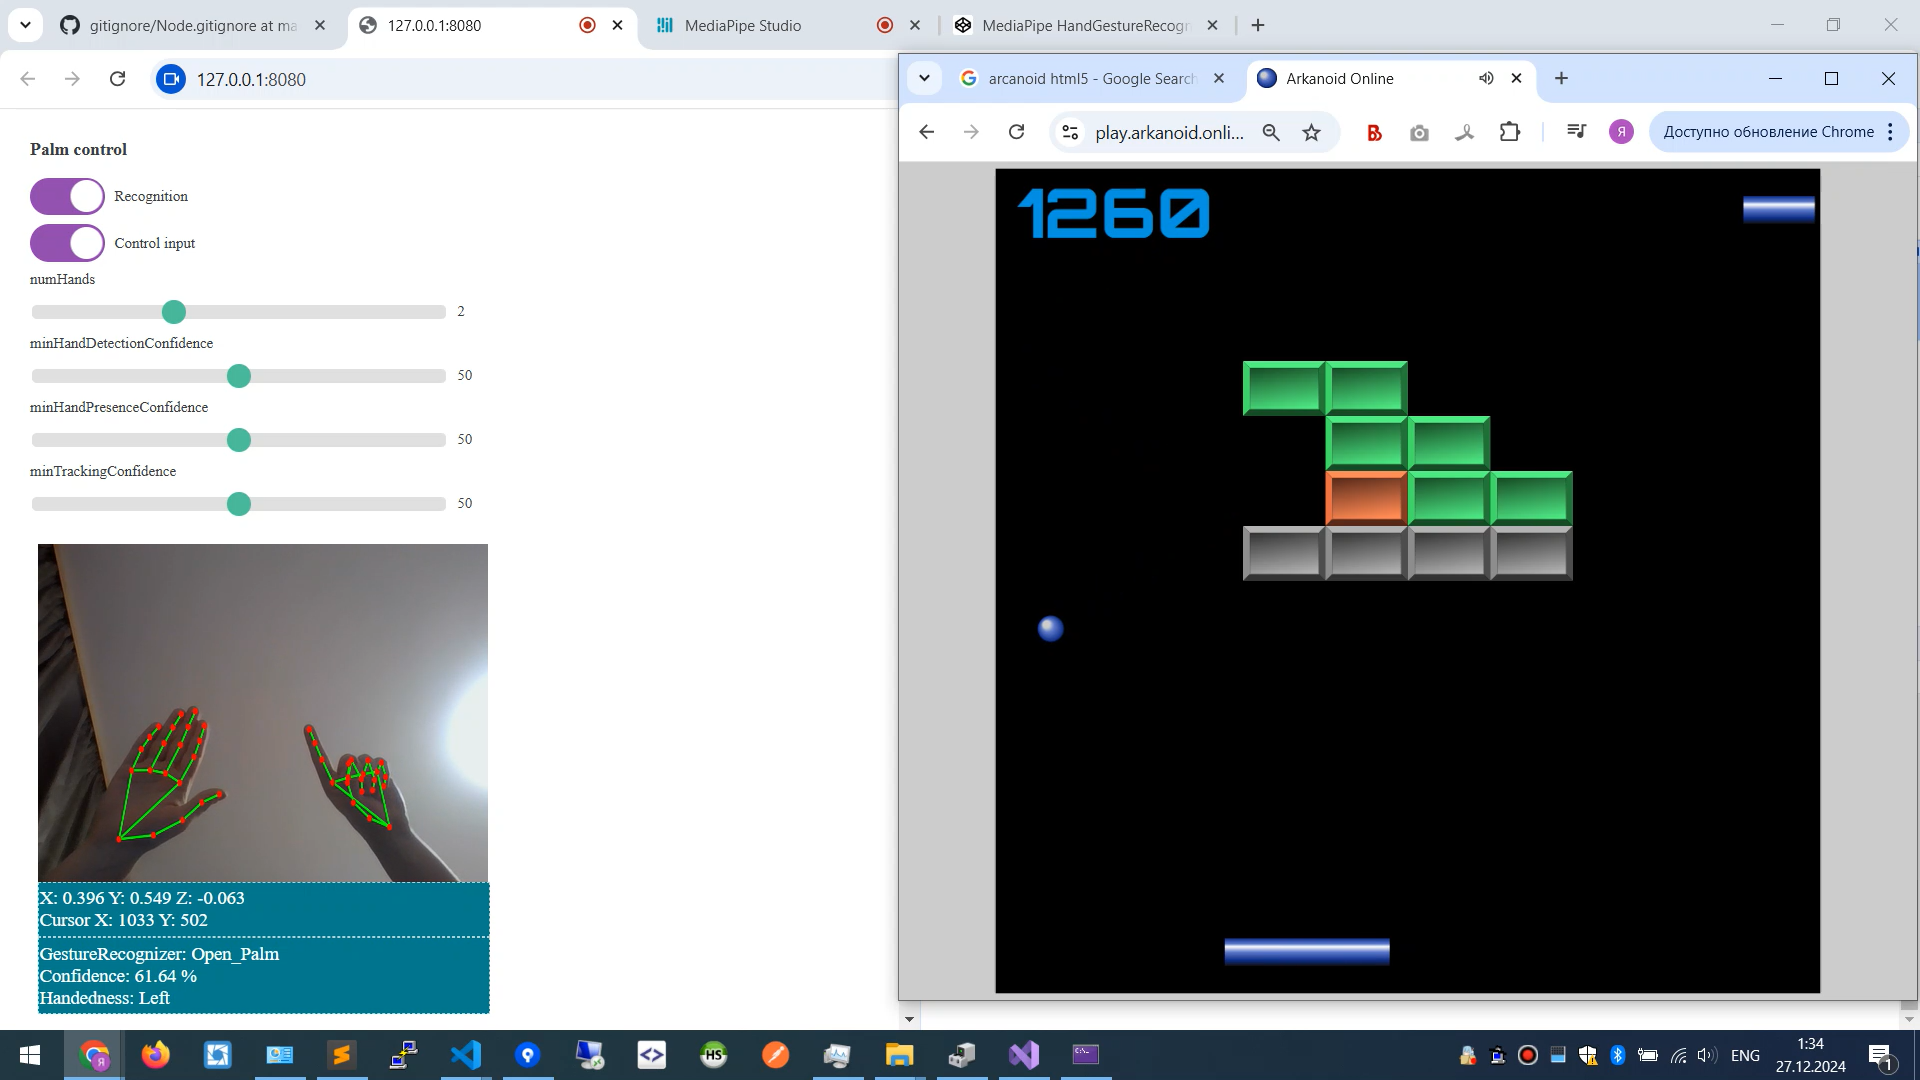 gitignore/Node.gitignore at ma
127.0.0.1:8080
MediaPipe Studio
MediaPipe HandGestureRecogn
127.0.0.1:8080
arcanoid html5 - Google Search
Arkanoid Online
play.arkanoid.onli...
Доступно обновление Chrome
Palm control
Recognition
Control input
numHands
2
minHandDetectionConfidence
50
minHandPresenceConfidence
50
minTrackingConfidence
50
1260
X: 0.396 Y: 0.549 Z: -0.063
Cursor X: 1033 Y: 502
GestureRecognizer: Open_Palm
Confidence: 61.64 %
Handedness: Left
HS
ENG
1:34
27.12.2024
1